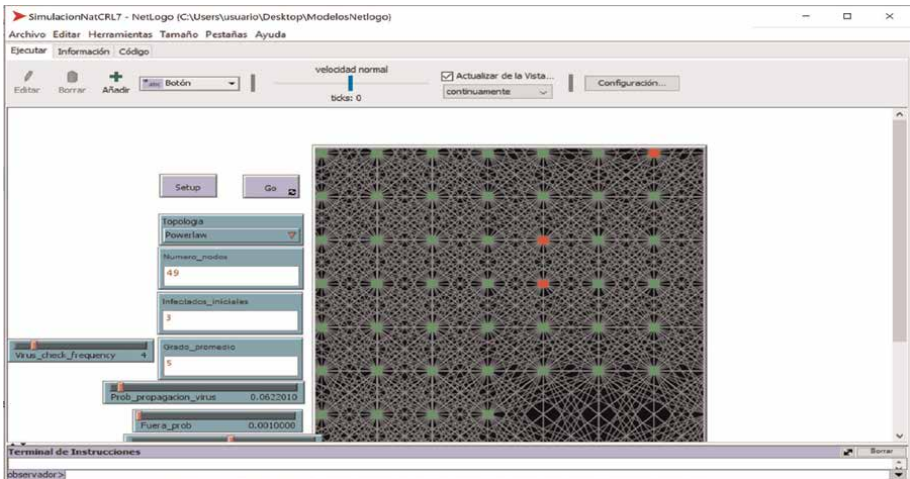 SimulacionNatCRL7 - NetLogo (C:\Users\usuario\Desktop\ModelosNetlogo)
Archivo Editar Herramientas Tamaño Pestañas Ayuda
Ejecutar Información Código
Editar Borrar Añadir
abc Botón
velocidad normal
ticks: 0
Actualizar de la Vista...
continuamente
Configuración...
Setup
Go
Topologia
Powerlaw
Numero_nodos
49
Infectados_iniciales
3
Grado_promedio
5
Virus_check_frequency 4
Prob_propagacion_virus 0.0622010
Fuera_prob 0.0010000
Terminal de Instrucciones
Borrar
observador>